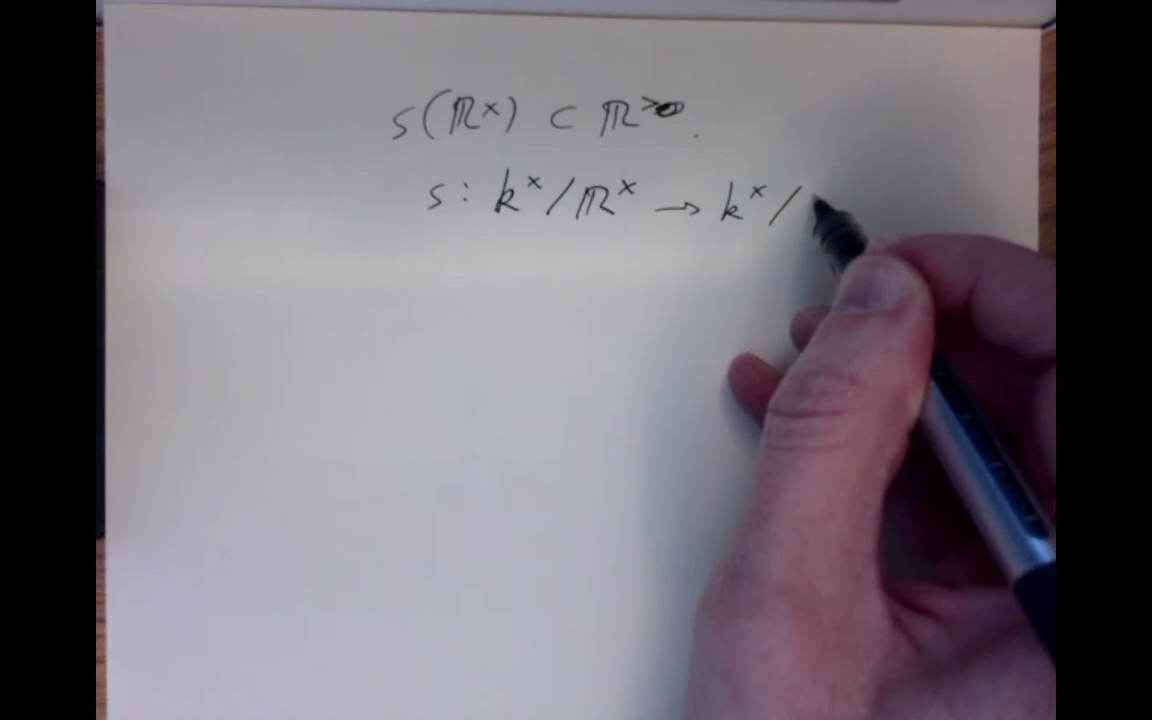 s(ℝ^×) ⊂ ℝ^{>0}.
s: k^×/ℝ^× → k^×/